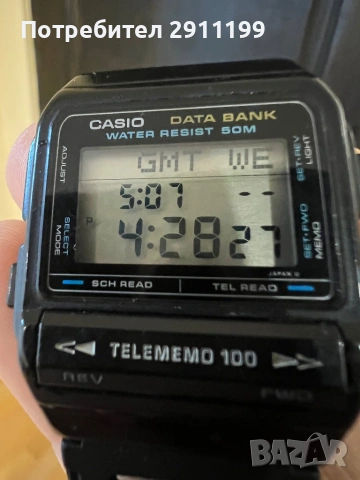 Потребител 2911199
CASIO DATA BANK
WATER RESIST 50M
ADJUST
SET·REV
LIGHT
GMT WE
5:07 --
P 4:28 27
SELECT
MODE
SET·FWD
MEMO
JAPAN U
SCH READ TEL READ
TELEMEMO 100
REV FWD
BAZAR